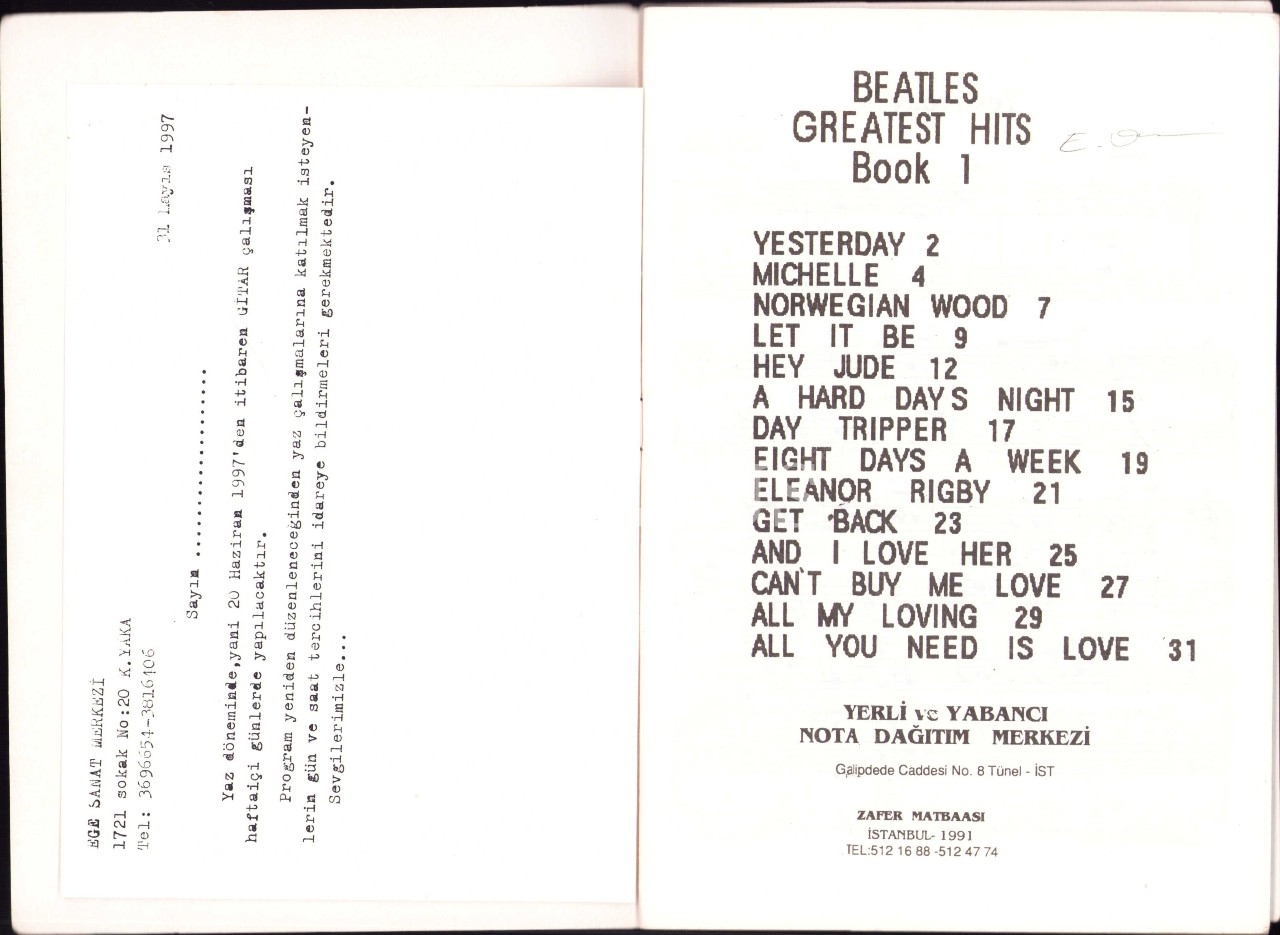 EGE SANAT MERKEZİ
1721 sokak No:20 K.YAKA
Tel: 3696654-3816406
31 Mayıs 1997
Sayın ........................
Yaz döneminde,yani 20 Haziran 1997'den itibaren GİTAR çalışması
haftaiçi günlerde yapılacaktır.
Program yeniden düzenleneceğinden yaz çalışmalarına katılmak isteyen-
lerin gün ve saat tercihlerini idareye bildirmeleri gerekmektedir.
Sevgilerimizle...
BEATLES
GREATEST HITS
Book 1
YESTERDAY 2
MICHELLE 4
NORWEGIAN WOOD 7
LET IT BE 9
HEY JUDE 12
A HARD DAYS NIGHT 15
DAY TRIPPER 17
EIGHT DAYS A WEEK 19
ELEANOR RIGBY 21
GET BACK 23
AND I LOVE HER 25
CAN'T BUY ME LOVE 27
ALL MY LOVING 29
ALL YOU NEED IS LOVE 31
YERLİ ve YABANCI
NOTA DAĞITIM MERKEZİ
Galipdede Caddesi No. 8 Tünel - İST
ZAFER MATBAASI
İSTANBUL- 1991
TEL:512 16 88 -512 47 74